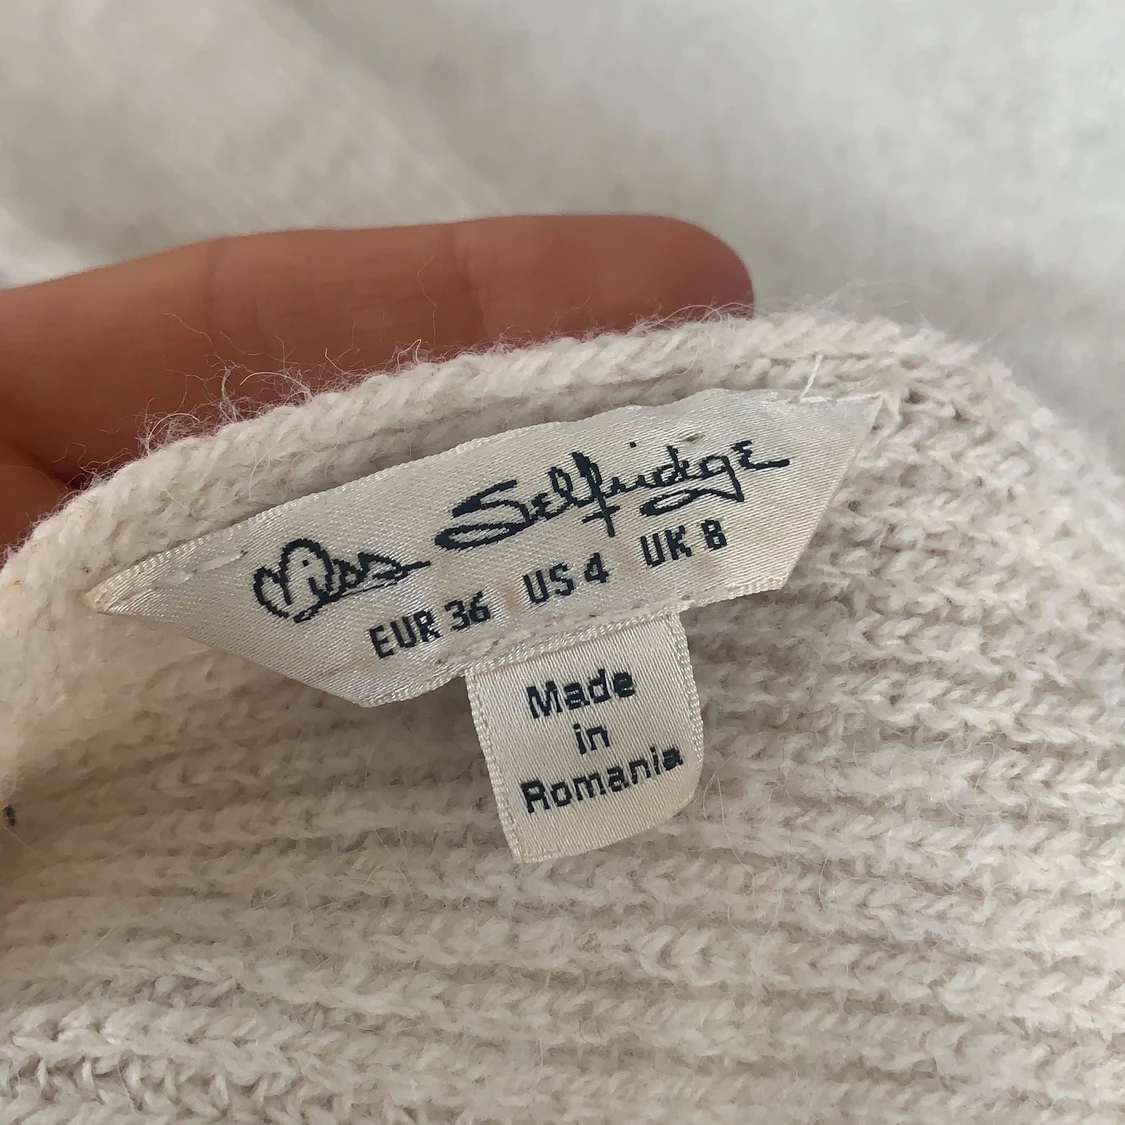 Miss Selfridge
EUR 36 US 4 UK 8
Made
in
Romania